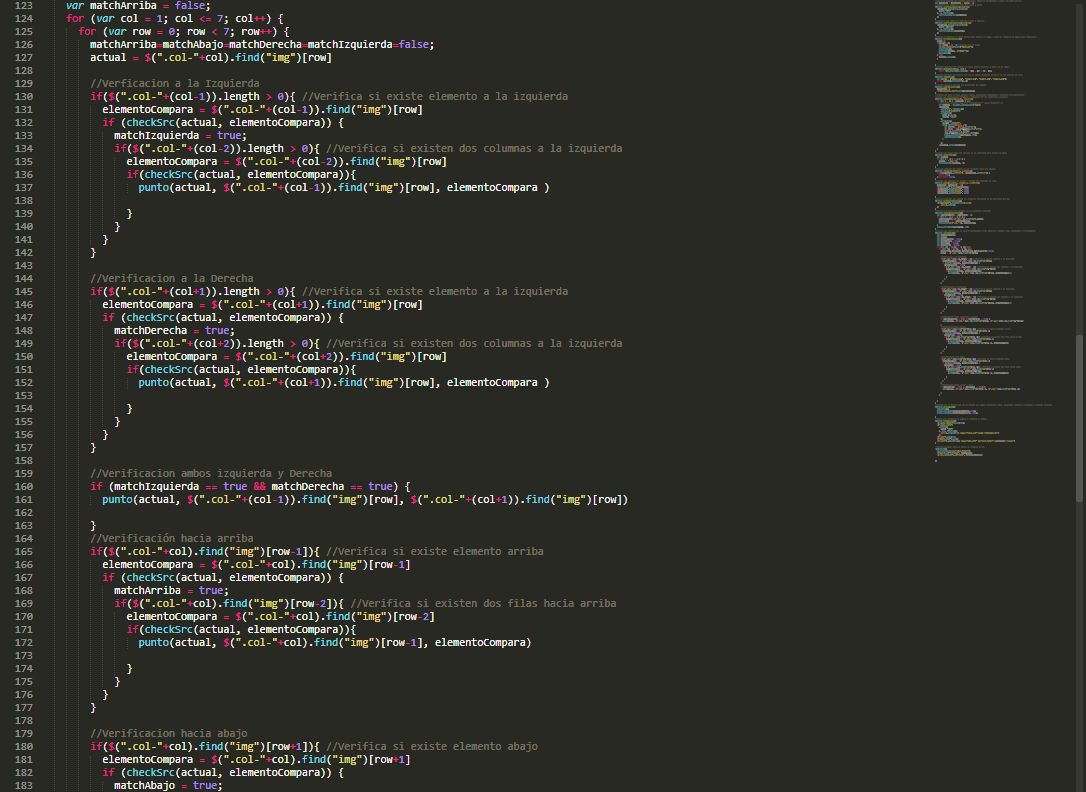 123 var matchArriba = false;
124 for (var col = 1; col <= 7; col++) {
125 for (var row = 0; row < 7; row++) {
126 matchArriba=matchAbajo=matchDerecha=matchIzquierda=false;
127 actual = $(".col-"+col).find("img")[row]
128
129 //Verficacion a la Izquierda
130 if($(".col-"+(col-1)).length > 0){ //Verifica si existe elemento a la izquierda
131 elementoCompara = $(".col-"+(col-1)).find("img")[row]
132 if (checkSrc(actual, elementoCompara)) {
133 matchIzquierda = true;
134 if($(".col-"+(col-2)).length > 0){ //Verifica si existen dos columnas a la izquierda
135 elementoCompara = $(".col-"+(col-2)).find("img")[row]
136 if(checkSrc(actual, elementoCompara)){
137 punto(actual, $(".col-"+(col-1)).find("img")[row], elementoCompara )
138
139 }
140 }
141 }
142 }
143
144 //Verificacion a la Derecha
145 if($(".col-"+(col+1)).length > 0){ //Verifica si existe elemento a la izquierda
146 elementoCompara = $(".col-"+(col+1)).find("img")[row]
147 if (checkSrc(actual, elementoCompara)) {
148 matchDerecha = true;
149 if($(".col-"+(col+2)).length > 0){ //Verifica si existen dos columnas a la izquierda
150 elementoCompara = $(".col-"+(col+2)).find("img")[row]
151 if(checkSrc(actual, elementoCompara)){
152 punto(actual, $(".col-"+(col+1)).find("img")[row], elementoCompara )
153
154 }
155 }
156 }
157 }
158
159 //Verificacion ambos izquierda y Derecha
160 if (matchIzquierda == true && matchDerecha == true) {
161 punto(actual, $(".col-"+(col-1)).find("img")[row], $(".col-"+(col+1)).find("img")[row])
162
163 }
164 //Verificación hacia arriba
165 if($(".col-"+col).find("img")[row-1]){ //Verifica si existe elemento arriba
166 elementoCompara = $(".col-"+col).find("img")[row-1]
167 if (checkSrc(actual, elementoCompara)) {
168 matchArriba = true;
169 if($(".col-"+col).find("img")[row-2]){ //Verifica si existen dos filas hacia arriba
170 elementoCompara = $(".col-"+col).find("img")[row-2]
171 if(checkSrc(actual, elementoCompara)){
172 punto(actual, $(".col-"+col).find("img")[row-1], elementoCompara)
173
174 }
175 }
176 }
177 }
178
179 //Verificacion hacia abajo
180 if($(".col-"+col).find("img")[row+1]){ //Verifica si existe elemento abajo
181 elementoCompara = $(".col-"+col).find("img")[row+1]
182 if (checkSrc(actual, elementoCompara)) {
183 matchAbajo = true;